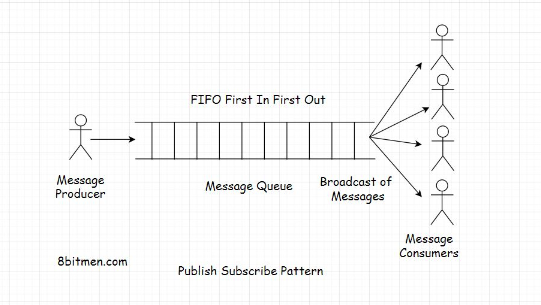 FIFO First In First Out
Message
Producer
Message Queue
Broadcast of
Messages
Message
Consumers
8bitmen.com
Publish Subscribe Pattern